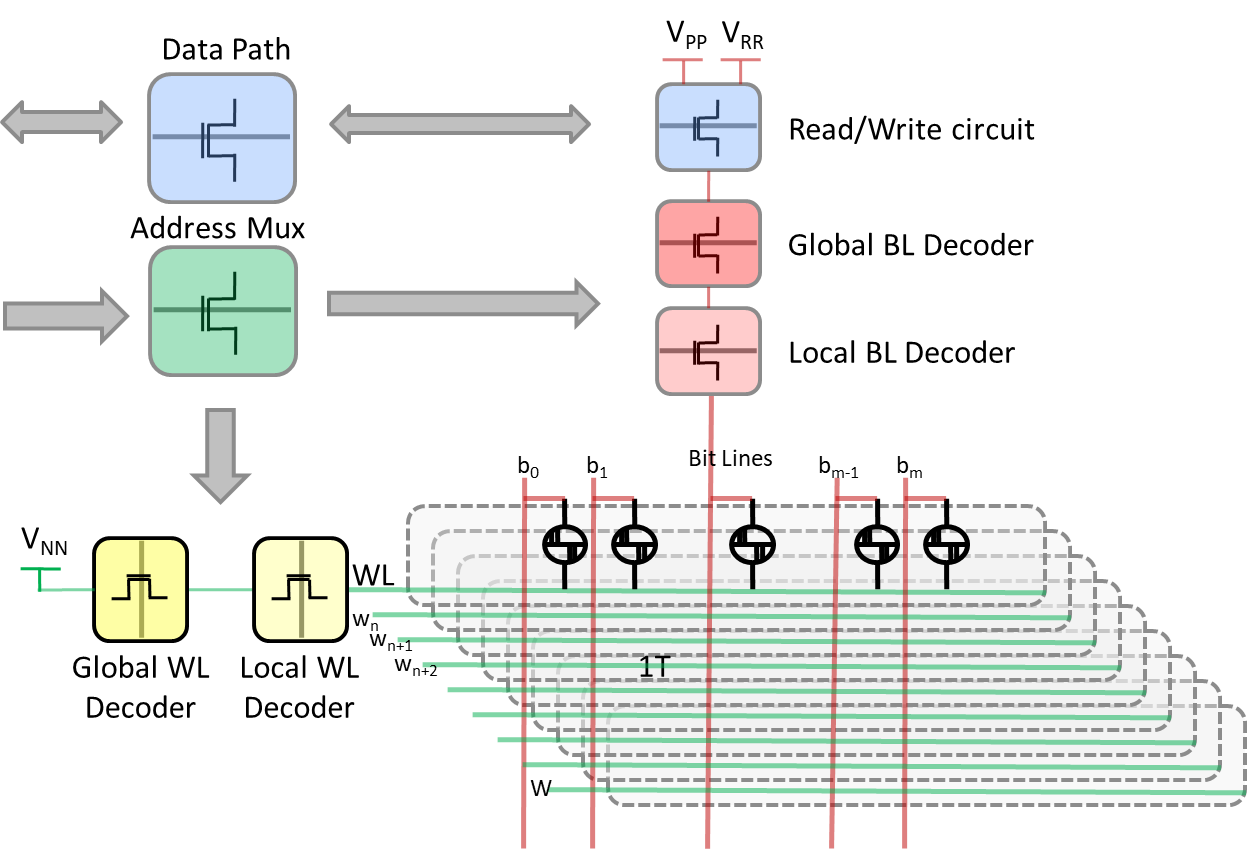 Data Path
V_PP V_RR
Read/Write circuit
Address Mux
Global BL Decoder
Local BL Decoder
Bit Lines
b_0 b_1 b_m-1 b_m
V_NN
WL
w_n
w_n+1
w_n+2
1T
Global WL
Decoder
Local WL
Decoder
W